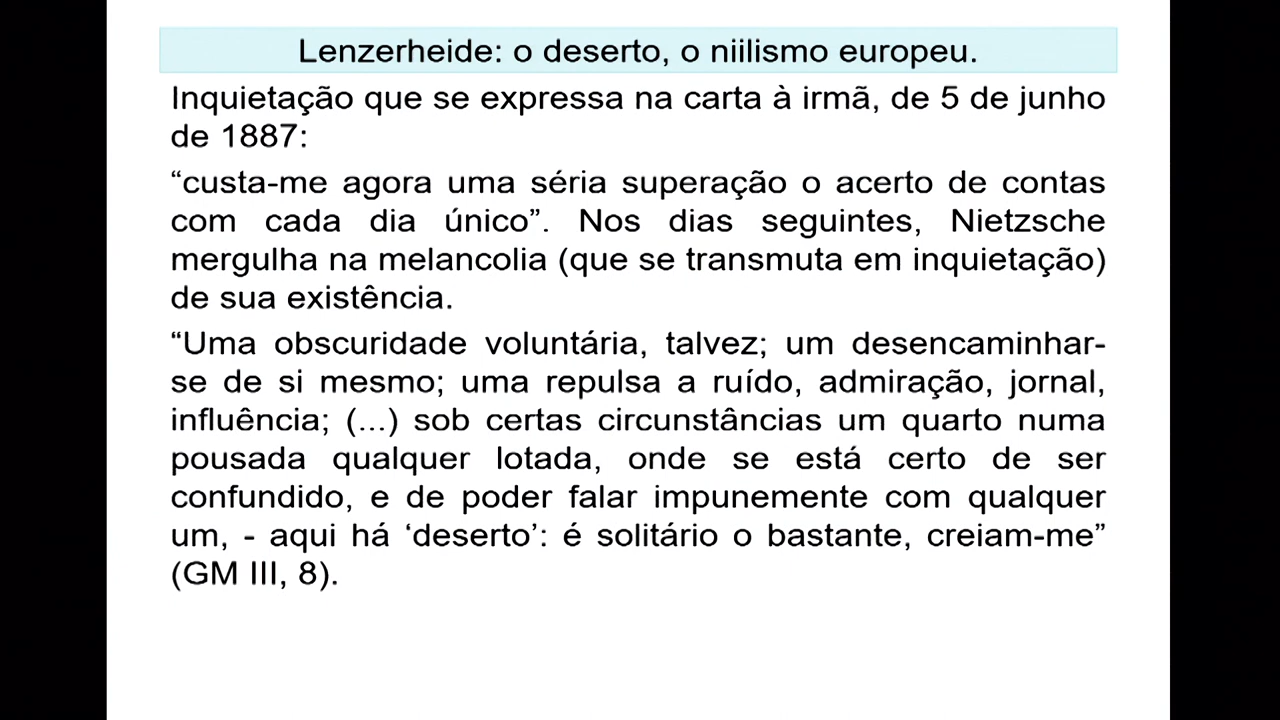 Lenzerheide: o deserto, o niilismo europeu.
Inquietação que se expressa na carta à irmã, de 5 de junho
de 1887:
“custa-me agora uma séria superação o acerto de contas
com cada dia único”. Nos dias seguintes, Nietzsche
mergulha na melancolia (que se transmuta em inquietação)
de sua existência.
“Uma obscuridade voluntária, talvez; um desencaminhar-
se de si mesmo; uma repulsa a ruído, admiração, jornal,
influência; (...) sob certas circunstâncias um quarto numa
pousada qualquer lotada, onde se está certo de ser
confundido, e de poder falar impunemente com qualquer
um, - aqui há ‘deserto’: é solitário o bastante, creiam-me”
(GM III, 8).